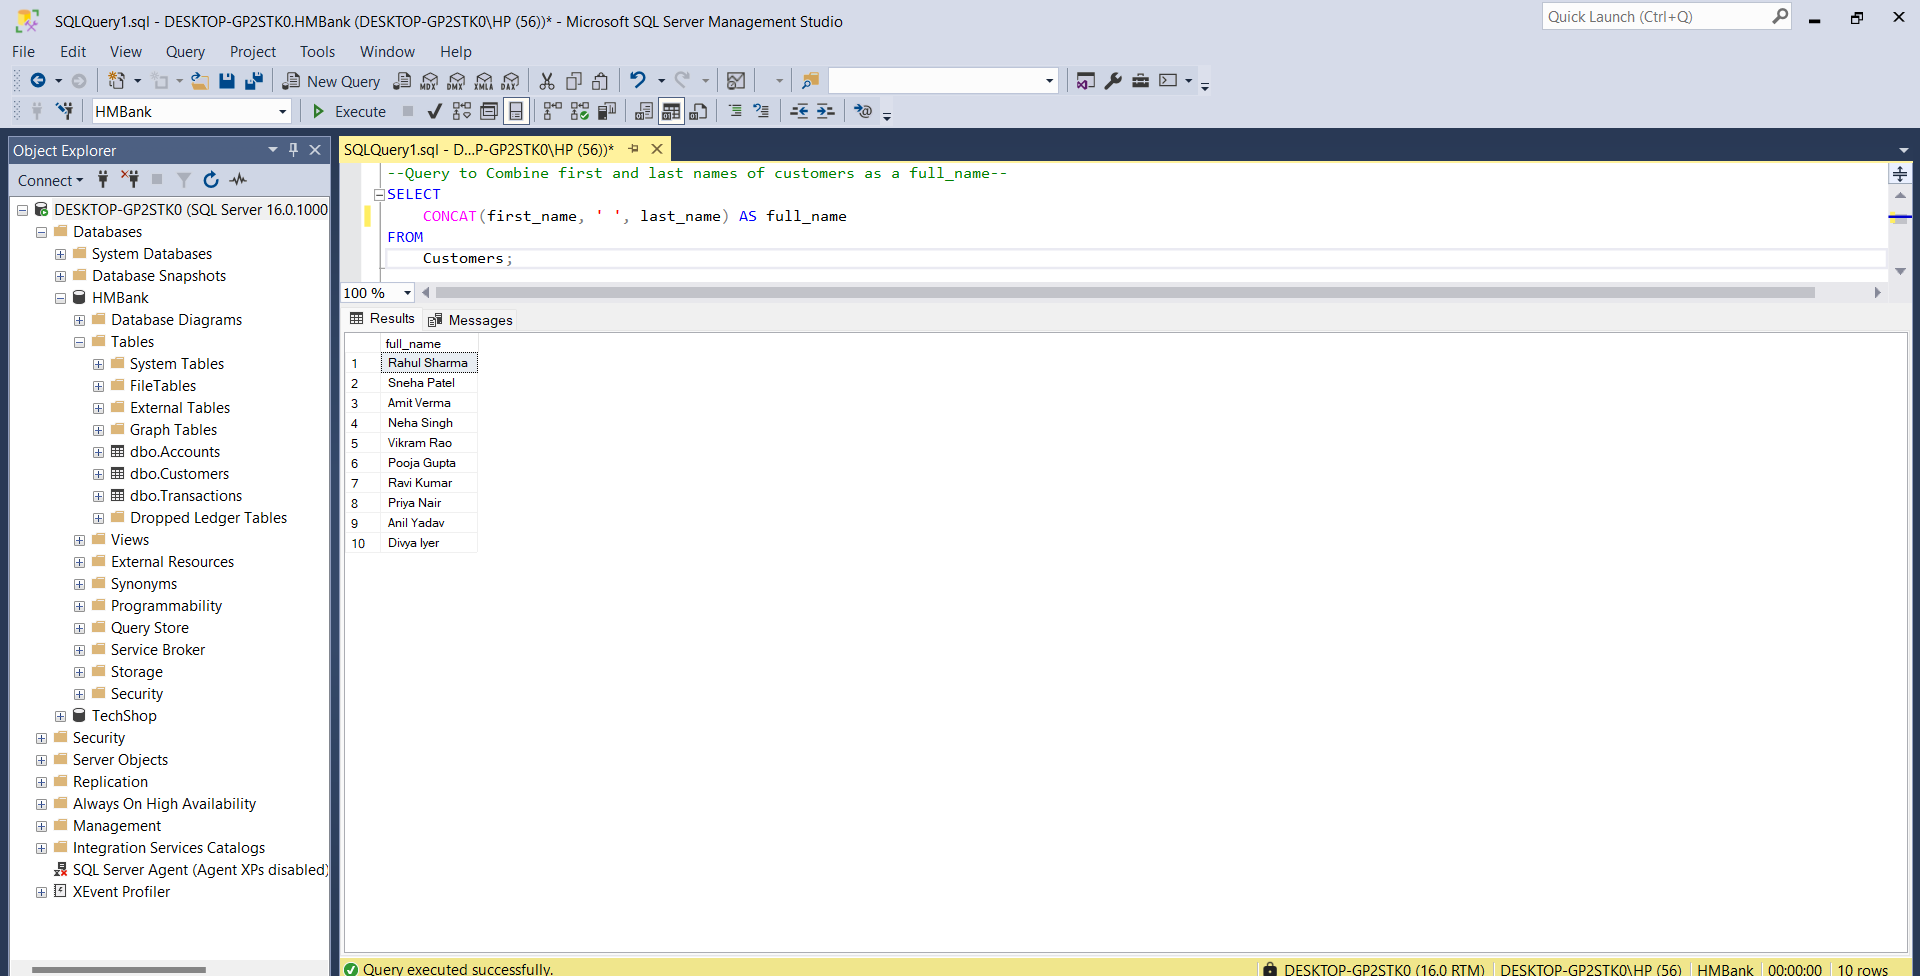 SQLQuery1.sql - DESKTOP-GP2STK0.HMBank (DESKTOP-GP2STK0\HP (56))* - Microsoft SQL Server Management Studio
Quick Launch (Ctrl+Q)
File Edit View Query Project Tools Window Help
New Query MDX DMX XMLA DAX
HMBank Execute
Object Explorer
Connect
DESKTOP-GP2STK0 (SQL Server 16.0.1000
Databases
System Databases
Database Snapshots
HMBank
Database Diagrams
Tables
System Tables
FileTables
External Tables
Graph Tables
dbo.Accounts
dbo.Customers
dbo.Transactions
Dropped Ledger Tables
Views
External Resources
Synonyms
Programmability
Query Store
Service Broker
Storage
Security
TechShop
Security
Server Objects
Replication
Always On High Availability
Management
Integration Services Catalogs
SQL Server Agent (Agent XPs disabled)
XEvent Profiler
SQLQuery1.sql - D...P-GP2STK0\HP (56))*
--Query to Combine first and last names of customers as a full_name--
SELECT
CONCAT(first_name, ' ', last_name) AS full_name
FROM
Customers;
100 %
Results Messages
full_name
1 Rahul Sharma
2 Sneha Patel
3 Amit Verma
4 Neha Singh
5 Vikram Rao
6 Pooja Gupta
7 Ravi Kumar
8 Priya Nair
9 Anil Yadav
10 Divya Iyer
Query executed successfully.
DESKTOP-GP2STK0 (16.0 RTM) DESKTOP-GP2STK0\HP (56) HMBank 00:00:00 10 rows